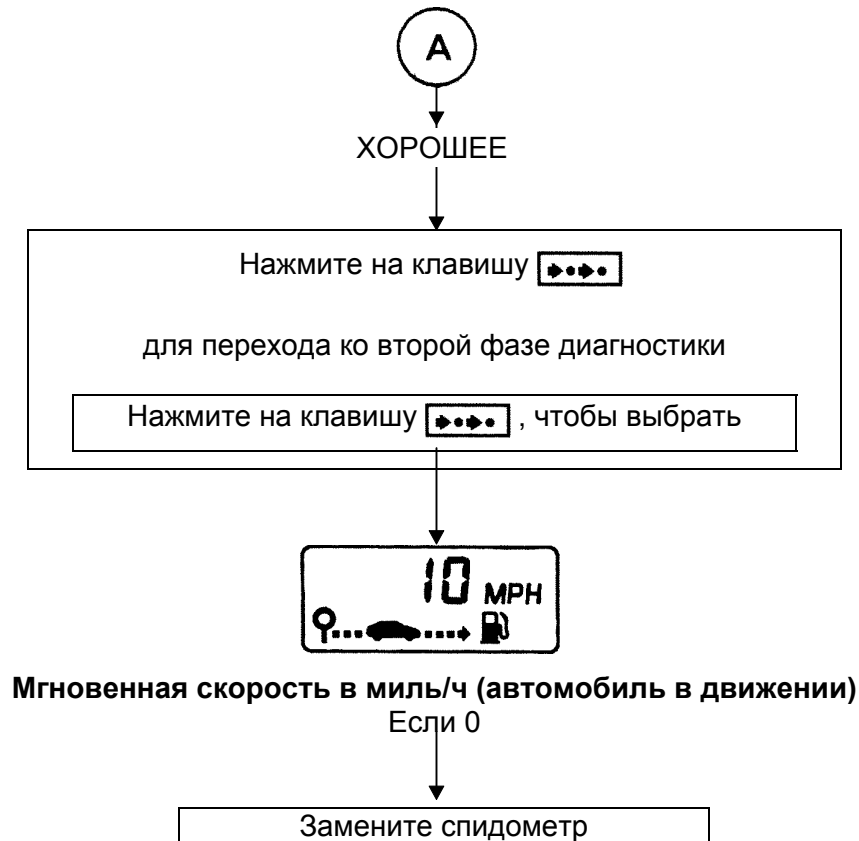 A
ХОРОШЕЕ
Нажмите на клавишу
для перехода ко второй фазе диагностики
Нажмите на клавишу , чтобы выбрать
10 MPH
Мгновенная скорость в миль/ч (автомобиль в движении)
Если 0
Замените спидометр